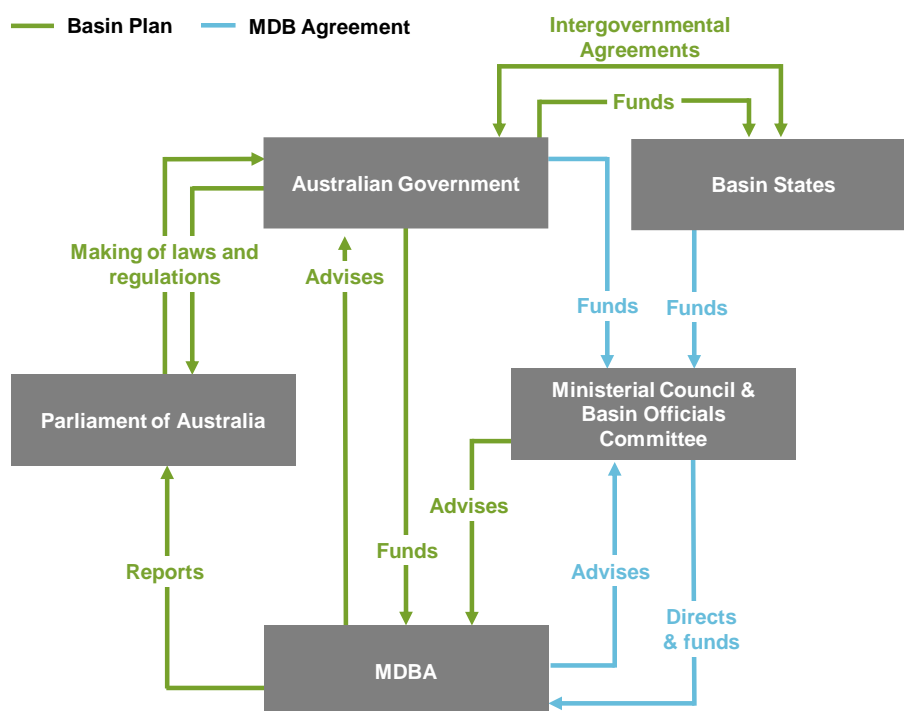 Basin Plan
MDB Agreement
Intergovernmental
Agreements
Funds
Australian Government
Basin States
Making of laws and
regulations
Advises
Funds
Funds
Parliament of Australia
Ministerial Council &
Basin Officials
Committee
Advises
Funds
Reports
Advises
Directs
& funds
MDBA